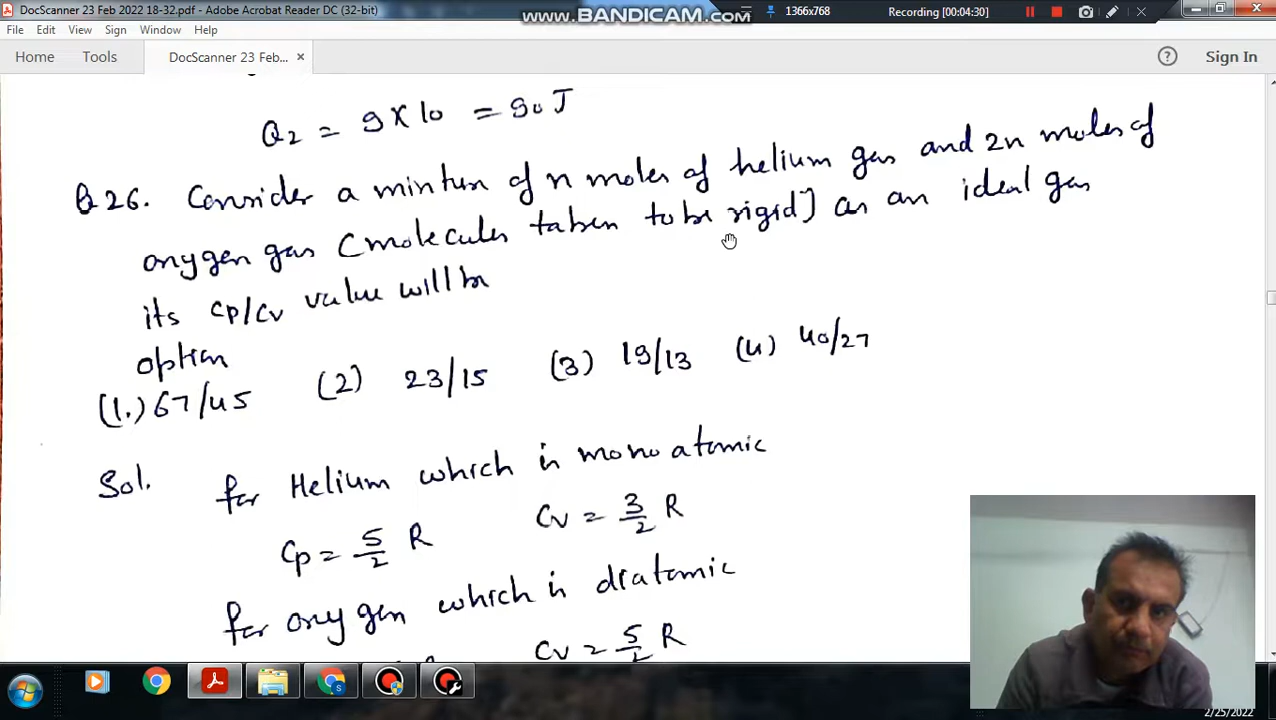 DocScanner 23 Feb 2022 18-32.pdf - Adobe Acrobat Reader DC (32-bit)
www.BANDICAM.com
1366x768
Recording [00:04:30]
File Edit View Sign Window Help
Home Tools DocScanner 23 Feb... × Sign In
Q2 = 9 X 10 = 90 J
Q 26. Consider a mixture of n moles of helium gas and 2n moles of
oxygen gas (molecules taken to be rigid) as an ideal gas
its Cp/Cv value will be
option
(1.) 67/45 (2) 23/15 (3) 19/13 (4) 40/27
Sol. for Helium which is mono atomic
Cp = 5/2 R Cv = 3/2 R
for oxygen which is diatomic
Cv = 5/2 R
2/25/2022